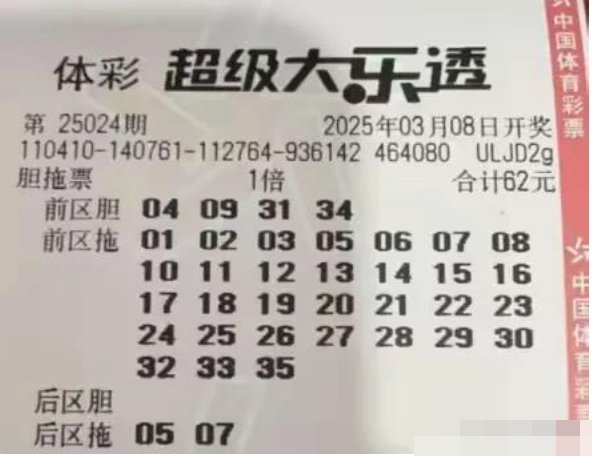 体彩 超级大乐透
第 25024期 2025年03月08日开奖
110410-140761-112764-936142 464080 ULJD2g
胆拖票 1倍 合计62元
前区胆 04 09 31 34
前区拖 01 02 03 05 06 07 08
10 11 12 13 14 15 16
17 18 19 20 21 22 23
24 25 26 27 28 29 30
32 33 35
后区胆
后区拖 05 07
中国体育彩票
中国体育彩票